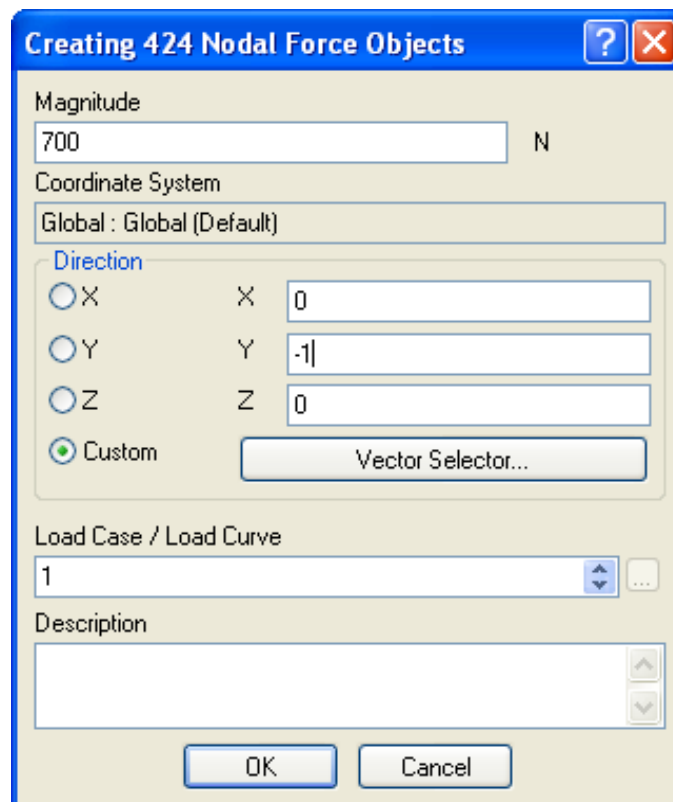 Creating 424 Nodal Force Objects
Magnitude
700 N
Coordinate System
Global : Global (Default)
Direction
X X 0
Y Y -1
Z Z 0
Custom Vector Selector...
Load Case / Load Curve
1 ...
Description
OK Cancel